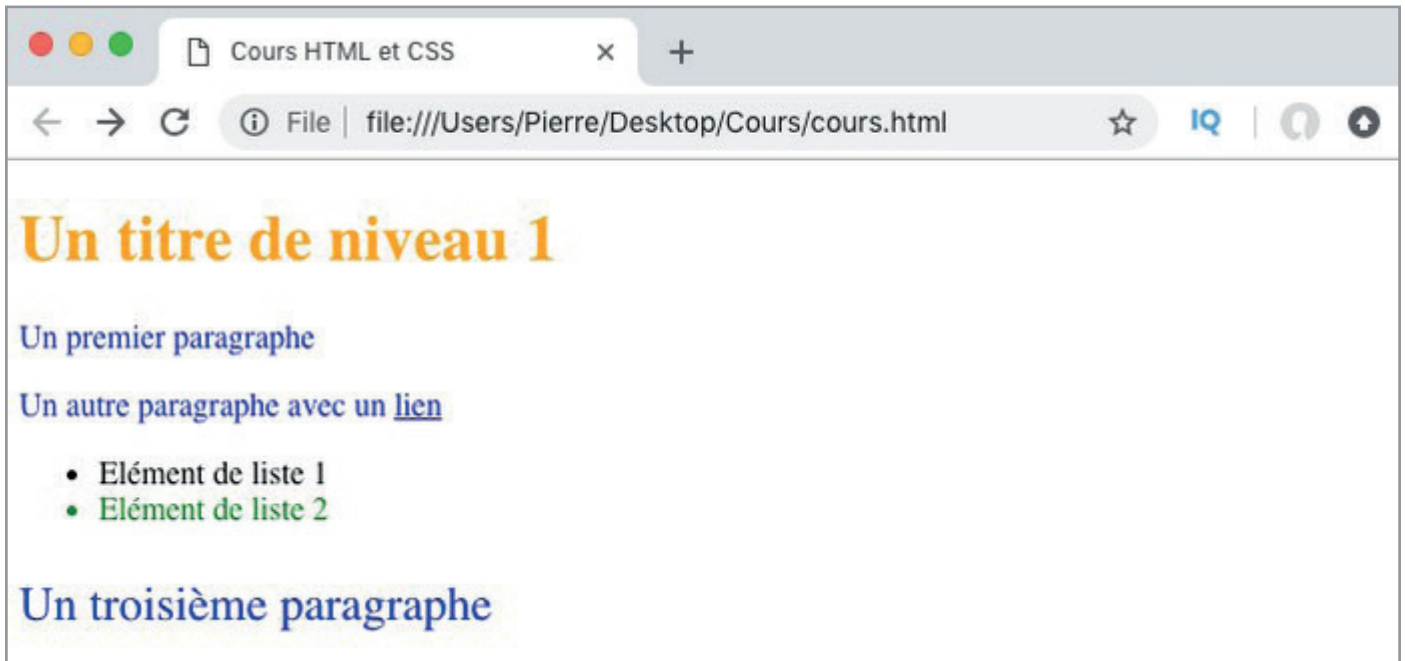 Cours HTML et CSS
File file:///Users/Pierre/Desktop/Cours/cours.html IQ
Un titre de niveau 1
Un premier paragraphe
Un autre paragraphe avec un lien
Elément de liste 1
Elément de liste 2
Un troisième paragraphe